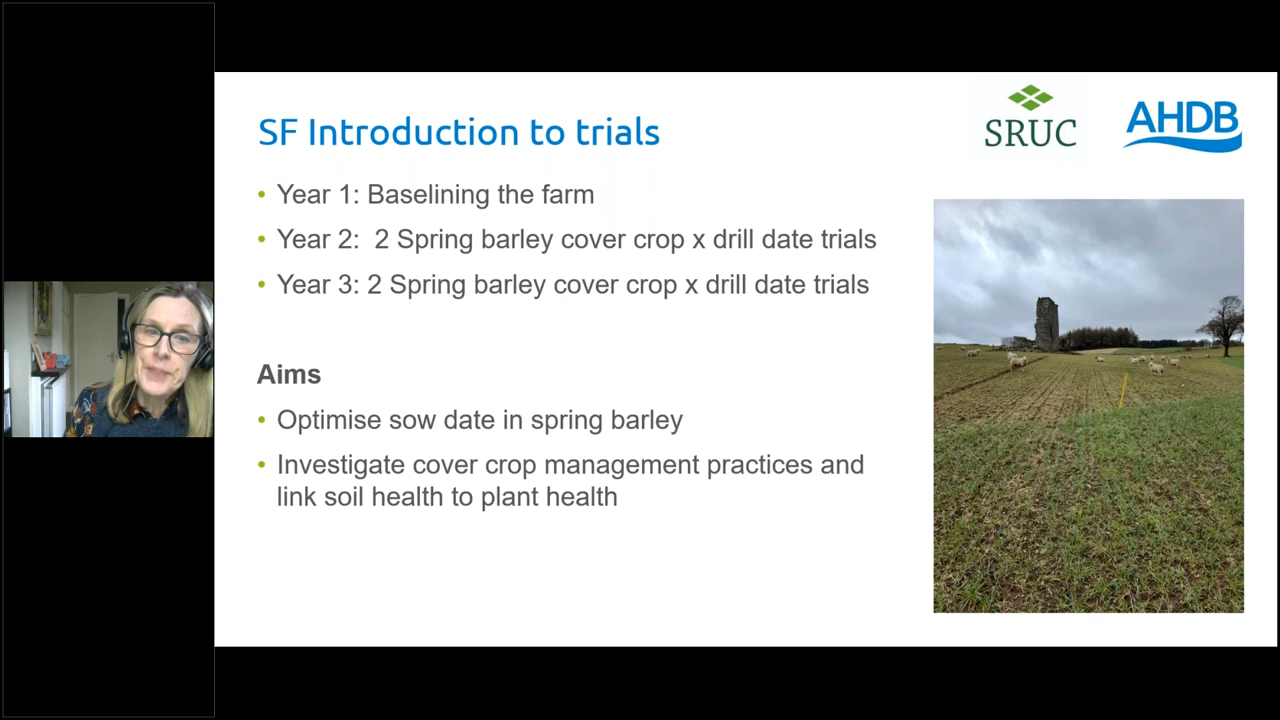 SF Introduction to trials
SRUC
AHDB
• Year 1: Baselining the farm
• Year 2:  2 Spring barley cover crop x drill date trials
• Year 3: 2 Spring barley cover crop x drill date trials
Aims
• Optimise sow date in spring barley
• Investigate cover crop management practices and
link soil health to plant health